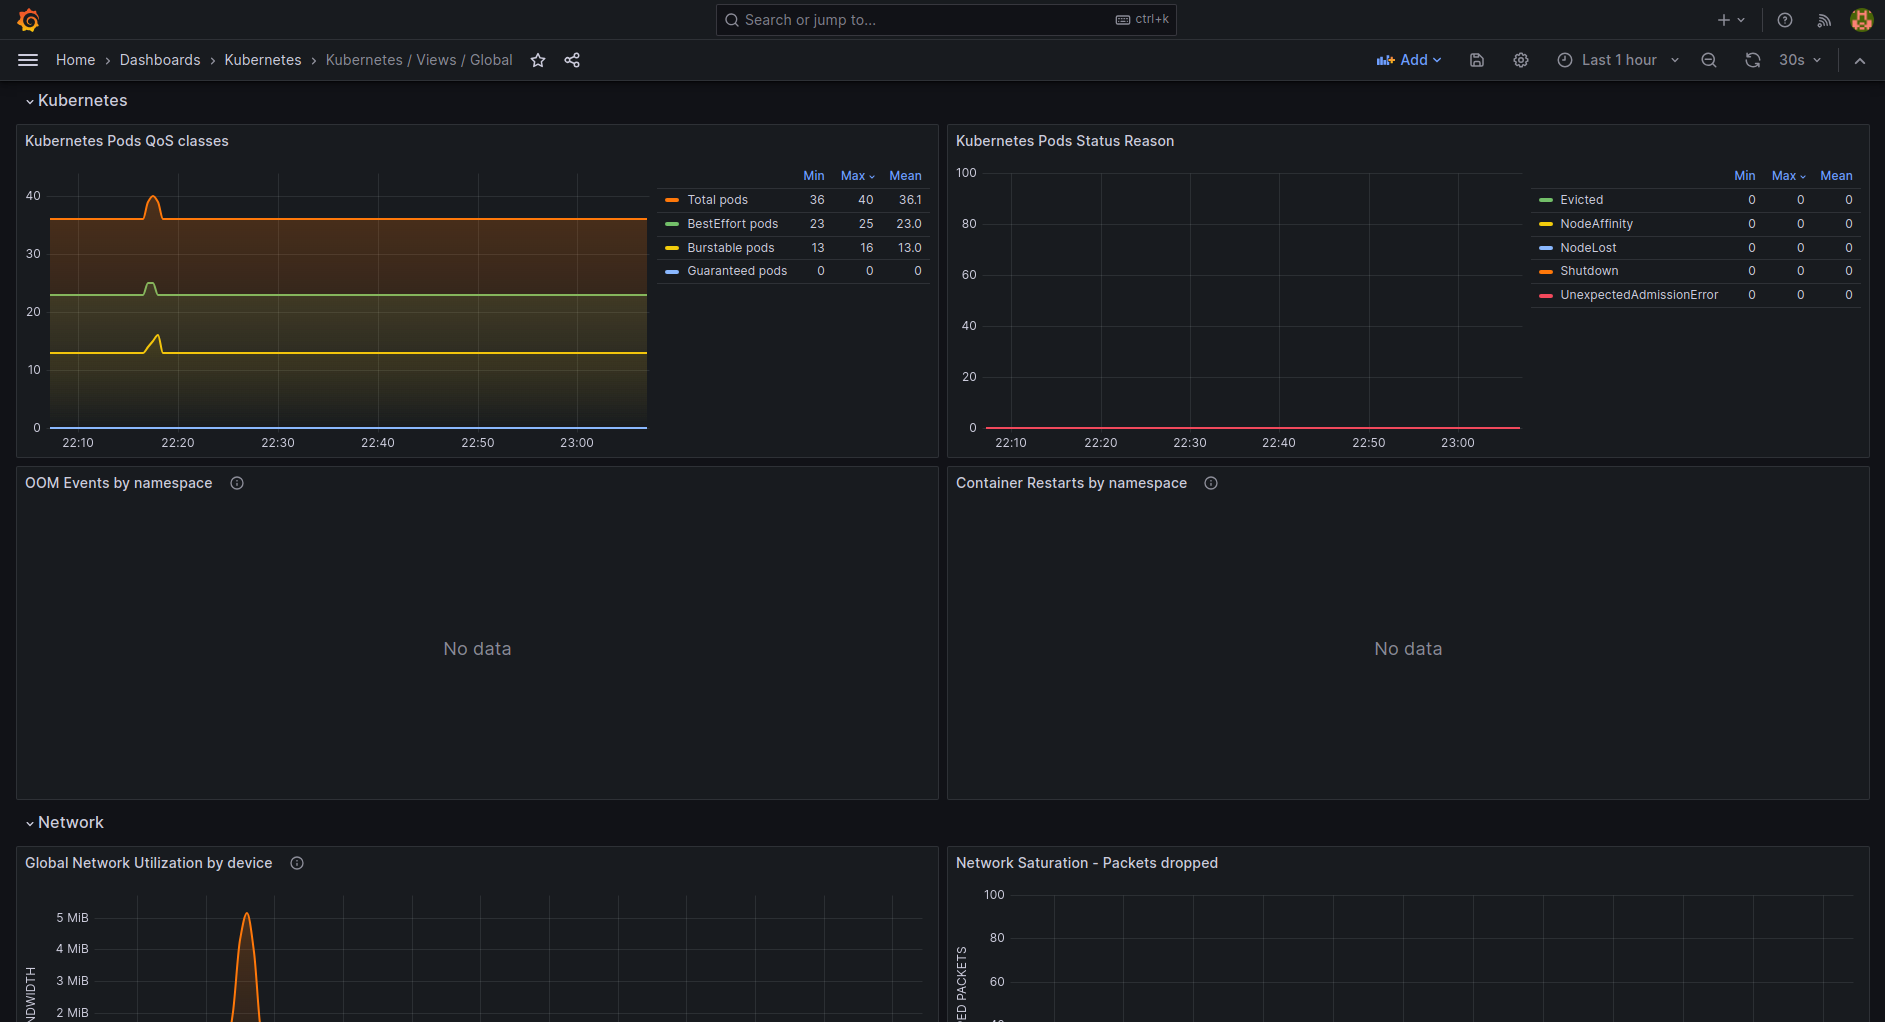 Search or jump to...
ctrl+k
Home › Dashboards › Kubernetes › Kubernetes / Views / Global
Add
Last 1 hour
30s
Kubernetes
Kubernetes Pods QoS classes
40
30
20
10
0
22:10 22:20 22:30 22:40 22:50 23:00
Min Max Mean
Total pods 36 40 36.1
BestEffort pods 23 25 23.0
Burstable pods 13 16 13.0
Guaranteed pods 0 0 0
Kubernetes Pods Status Reason
100
80
60
40
20
0
22:10 22:20 22:30 22:40 22:50 23:00
Min Max Mean
Evicted 0 0 0
NodeAffinity 0 0 0
NodeLost 0 0 0
Shutdown 0 0 0
UnexpectedAdmissionError 0 0 0
OOM Events by namespace
No data
Container Restarts by namespace
No data
Network
Global Network Utilization by device
5 MiB
4 MiB
3 MiB
2 MiB
Network Saturation - Packets dropped
100
80
60
PACKETS